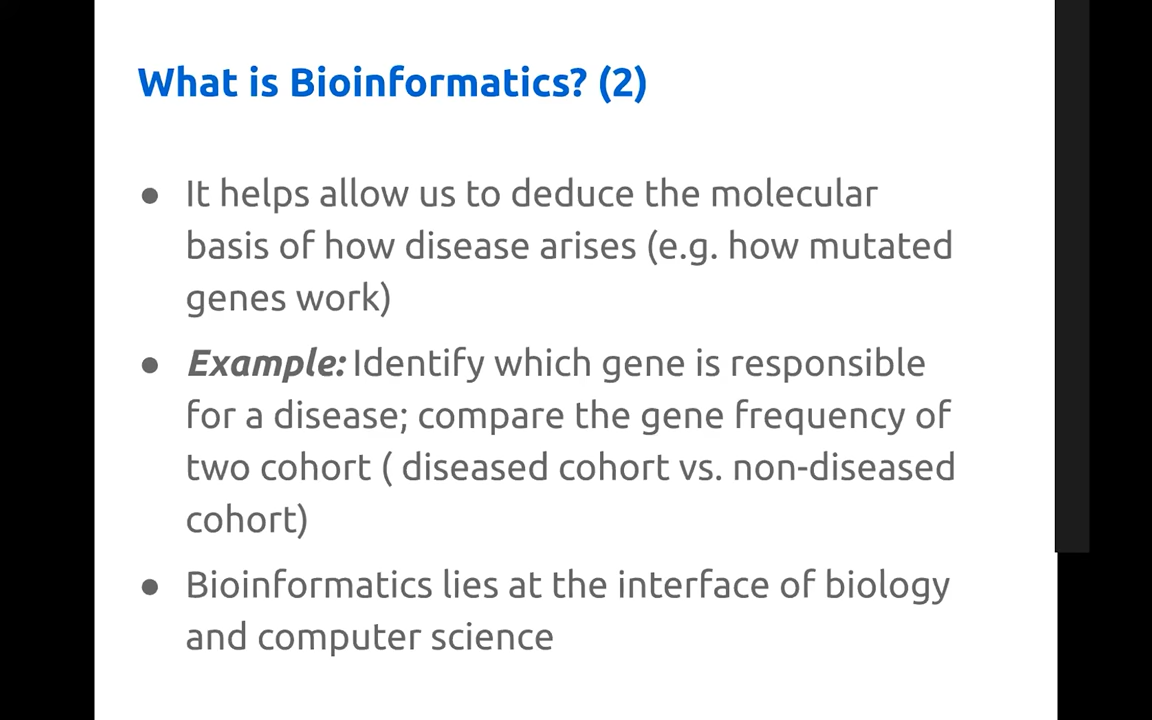 What is Bioinformatics? (2)
● It helps allow us to deduce the molecular
basis of how disease arises (e.g. how mutated
genes work)
● Example: Identify which gene is responsible
for a disease; compare the gene frequency of
two cohort ( diseased cohort vs. non-diseased
cohort)
● Bioinformatics lies at the interface of biology
and computer science